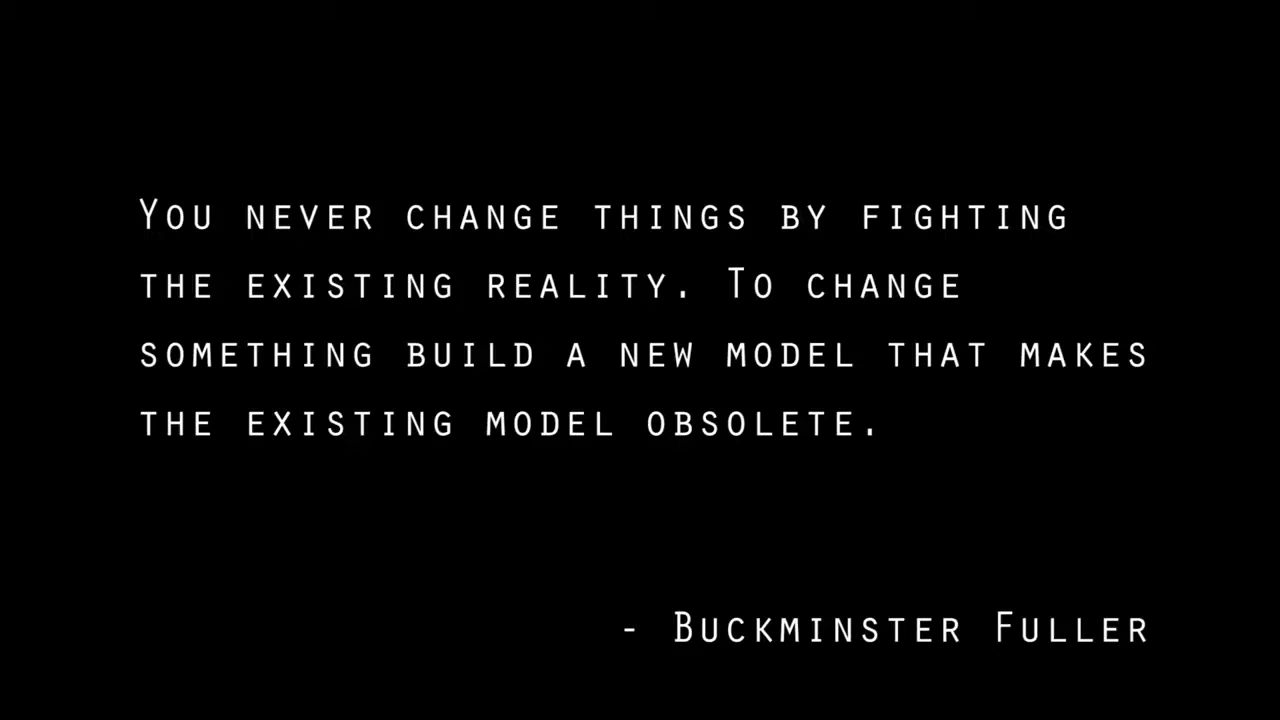 You never change things by fighting
the existing reality. To change
something build a new model that makes
the existing model obsolete.
- Buckminster Fuller